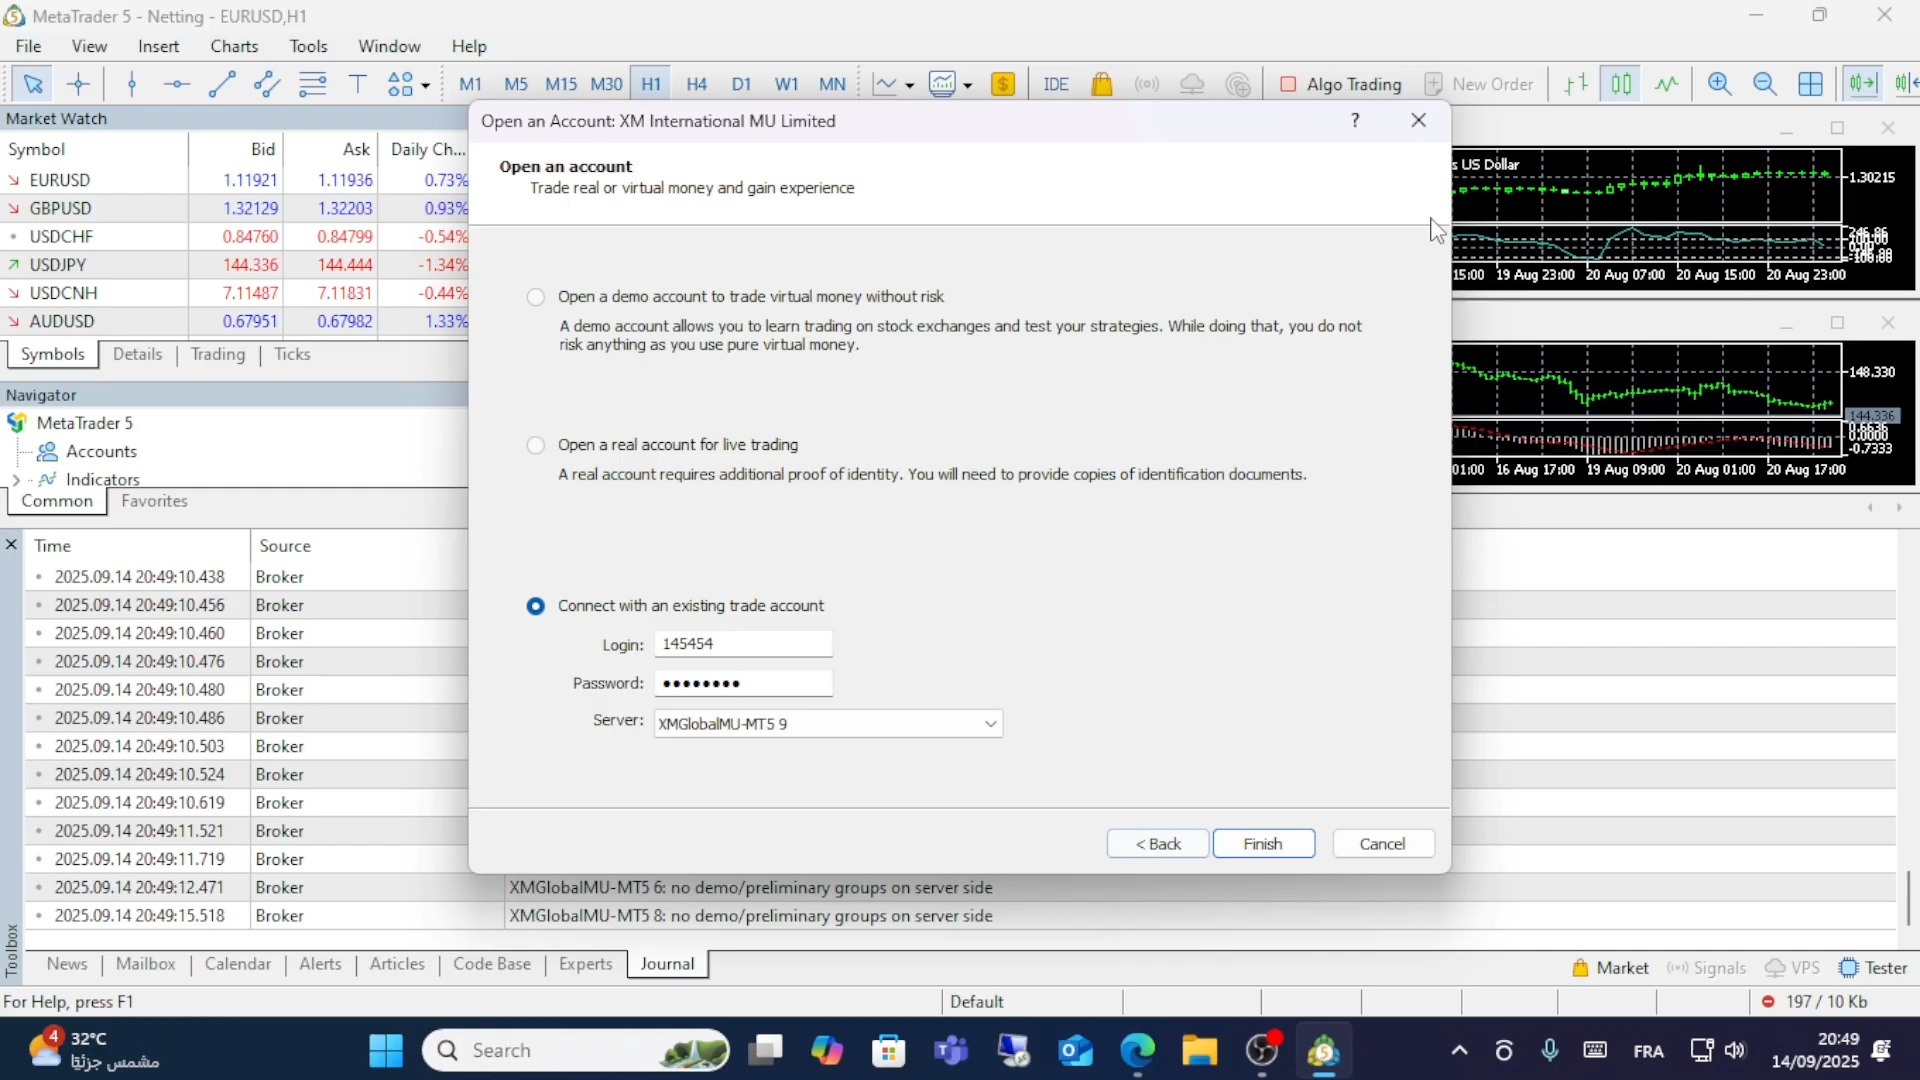 MetaTrader 5 - Netting - EURUSD,H1
File View Insert Charts Tools Window Help
M1 M5 M15 M30 H1 H4 D1 W1 MN IDE Algo Trading New Order
Market Watch
Symbol Bid Ask Daily Ch...
EURUSD 1.11921 1.11936 0.73%
GBPUSD 1.32129 1.32203 0.93%
USDCHF 0.84760 0.84799 -0.54%
USDJPY 144.336 144.444 -1.34%
USDCNH 7.11487 7.11831 -0.44%
AUDUSD 0.67951 0.67982 1.33%
Symbols Details Trading Ticks
Navigator
MetaTrader 5
Accounts
Indicators
Common Favorites
Open an Account: XM International MU Limited
Open an account
Trade real or virtual money and gain experience
Open a demo account to trade virtual money without risk
A demo account allows you to learn trading on stock exchanges and test your strategies. While doing that, you do not
risk anything as you use pure virtual money.
Open a real account for live trading
A real account requires additional proof of identity. You will need to provide copies of identification documents.
Connect with an existing trade account
Login: 145454
Password: ●●●●●●●●
Server: XMGlobalMU-MT5 9
< Back Finish Cancel
s US Dollar
1.30215
15:00 19 Aug 23:00 20 Aug 07:00 20 Aug 15:00 20 Aug 23:00
148.330
144.336
0.0000
-0.7333
01:00 16 Aug 17:00 19 Aug 09:00 20 Aug 01:00 20 Aug 17:00
Time Source
2025.09.14 20:49:10.438 Broker
2025.09.14 20:49:10.456 Broker
2025.09.14 20:49:10.460 Broker
2025.09.14 20:49:10.476 Broker
2025.09.14 20:49:10.480 Broker
2025.09.14 20:49:10.486 Broker
2025.09.14 20:49:10.503 Broker
2025.09.14 20:49:10.524 Broker
2025.09.14 20:49:10.619 Broker
2025.09.14 20:49:11.521 Broker
2025.09.14 20:49:11.719 Broker
2025.09.14 20:49:12.471 Broker XMGlobalMU-MT5 6: no demo/preliminary groups on server side
2025.09.14 20:49:15.518 Broker XMGlobalMU-MT5 8: no demo/preliminary groups on server side
Toolbox
News Mailbox Calendar Alerts Articles Code Base Experts Journal
Market Signals VPS Tester
For Help, press F1 Default 197 / 10 Kb
4 32°C
مشمس جزئيًا
Search
FRA
20:49
14/09/2025